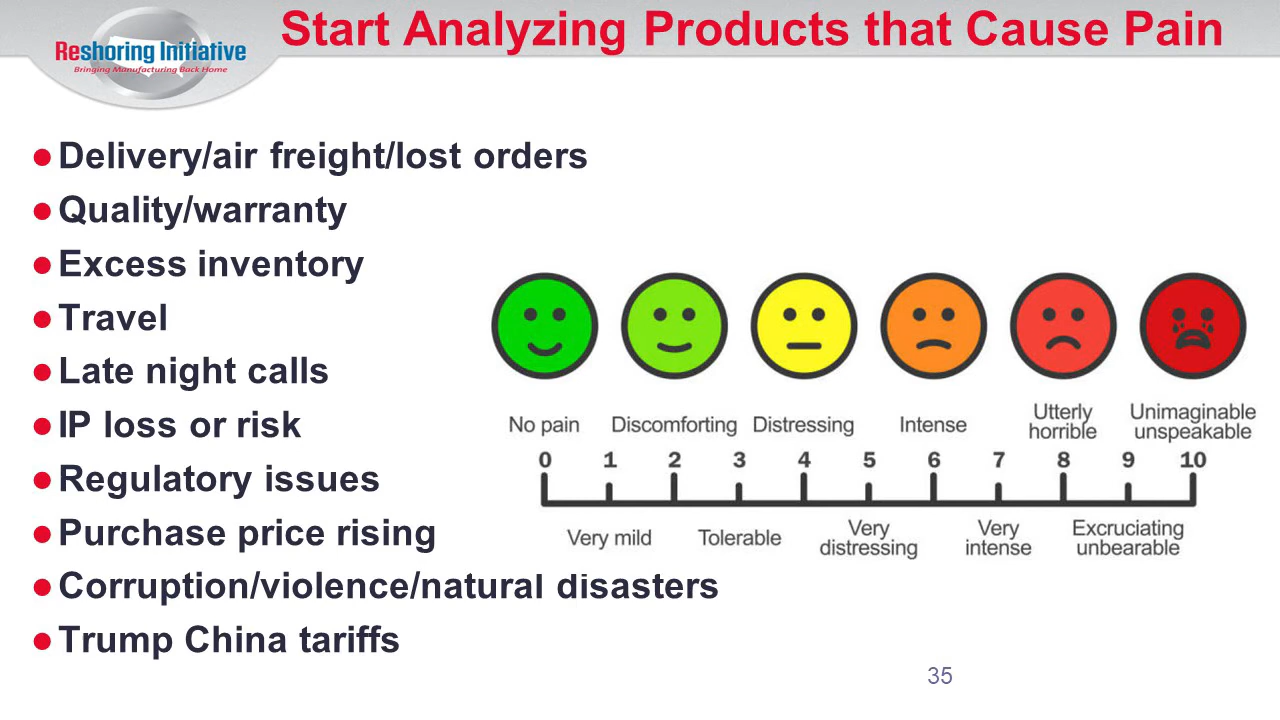 Start Analyzing Products that Cause Pain
Reshoring Initiative
Bringing Manufacturing Back Home
●Delivery/air freight/lost orders
●Quality/warranty
●Excess inventory
●Travel
●Late night calls
●IP loss or risk
●Regulatory issues
●Purchase price rising
●Corruption/violence/natural disasters
●Trump China tariffs
No pain Discomforting Distressing Intense Utterly horrible Unimaginable unspeakable
0 1 2 3 4 5 6 7 8 9 10
Very mild Tolerable Very distressing Very intense Excruciating unbearable
35